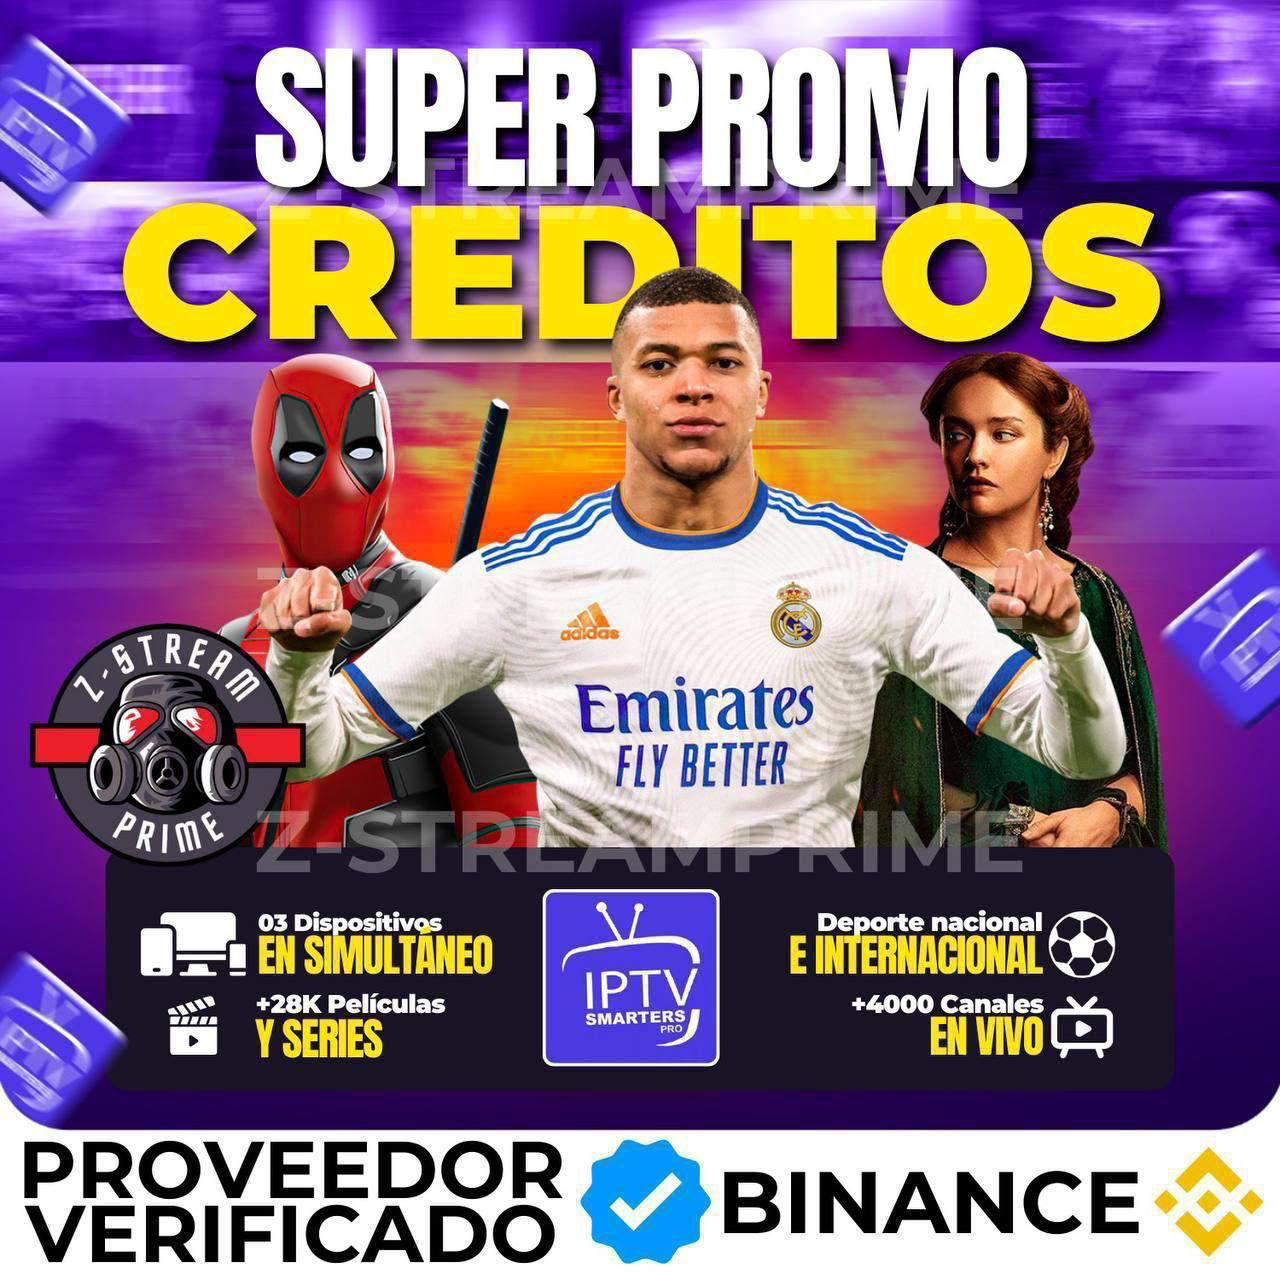 SUPER PROMO
Z-STREAMPRIME
CREDITOS
adidas
Emirates
FLY BETTER
Z-STREAM
PRIME
Z-STREAMPRIME
03 Dispositivos
EN SIMULTÁNEO
+28K Películas
Y SERIES
IPTV
SMARTERS
PRO
Deporte nacional
E INTERNACIONAL
+4000 Canales
EN VIVO
PROVEEDOR
VERIFICADO
BINANCE